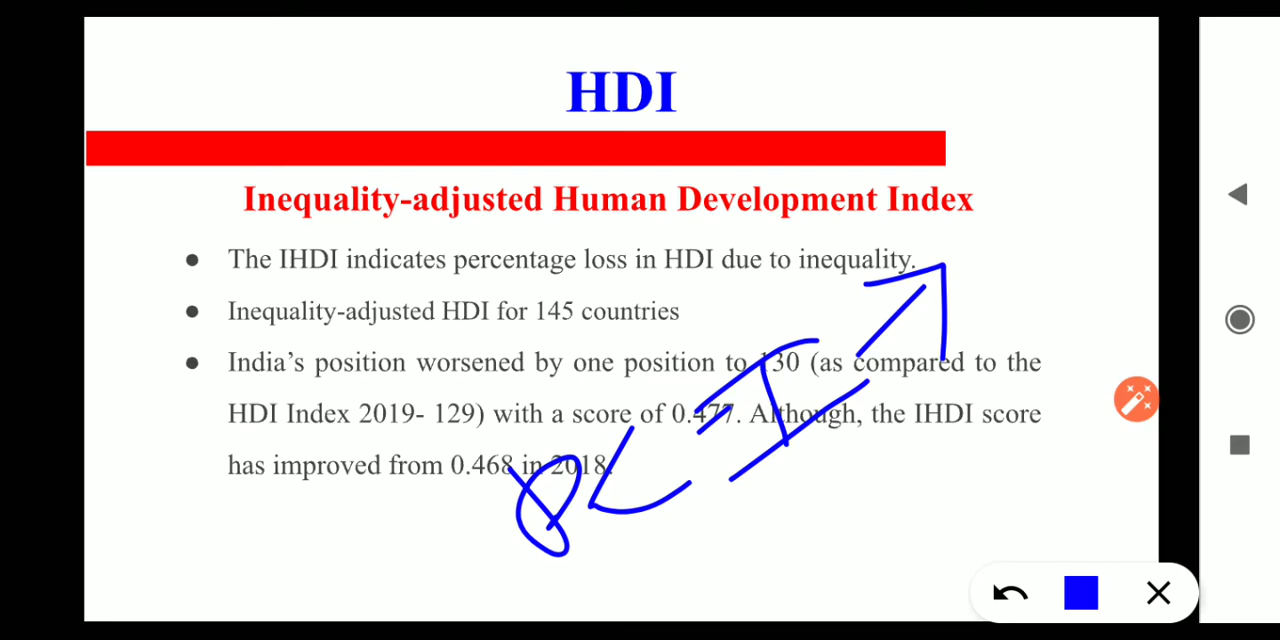 HDI
Inequality-adjusted Human Development Index
● The IHDI indicates percentage loss in HDI due to inequality.
● Inequality-adjusted HDI for 145 countries
● India's position worsened by one position to 130 (as compared to the
HDI Index 2019- 129) with a score of 0.477. Although, the IHDI score
has improved from 0.468 in 2018.